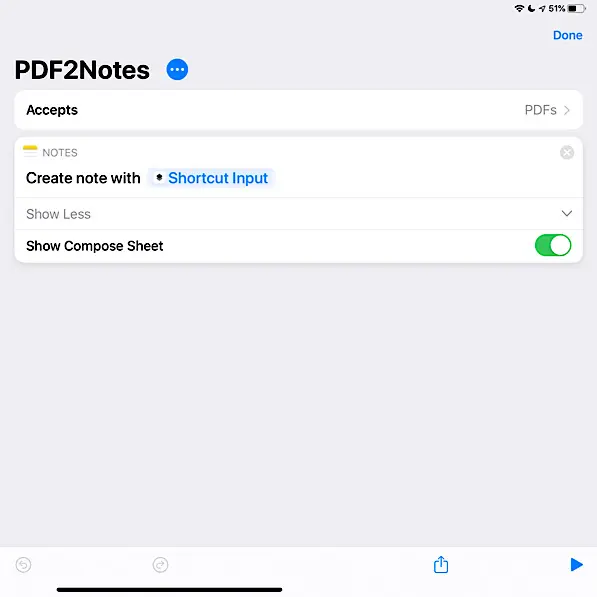 51%
Done
PDF2Notes
Accepts PDFs
NOTES
Create note with Shortcut Input
Show Less
Show Compose Sheet